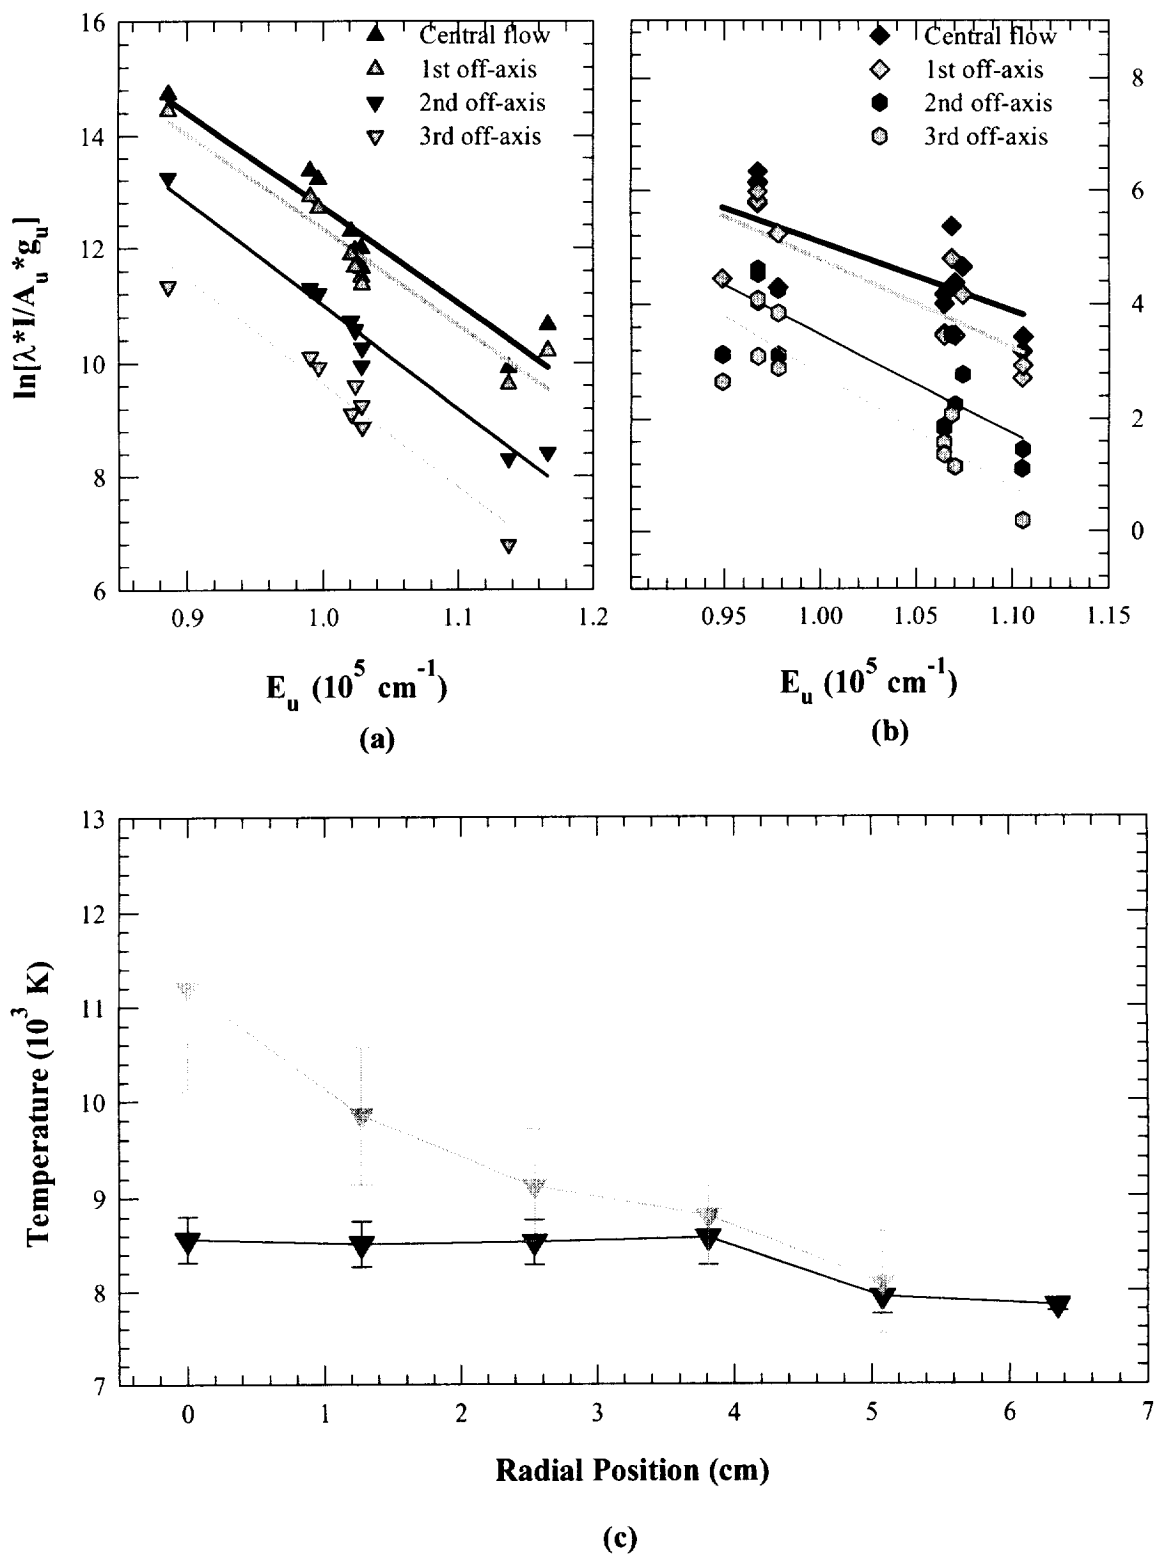 16
14
12
10
8
6
ln[λ*I/A_u*g_u]
Central flow
1st off-axis
2nd off-axis
3rd off-axis
0.9 1.0 1.1 1.2
E_u (10^5 cm^-1)
(a)
Central flow
1st off-axis
2nd off-axis
3rd off-axis
8
6
4
2
0
0.95 1.00 1.05 1.10 1.15
E_u (10^5 cm^-1)
(b)
13
12
11
10
9
8
7
Temperature (10^3 K)
0 1 2 3 4 5 6 7
Radial Position (cm)
(c)